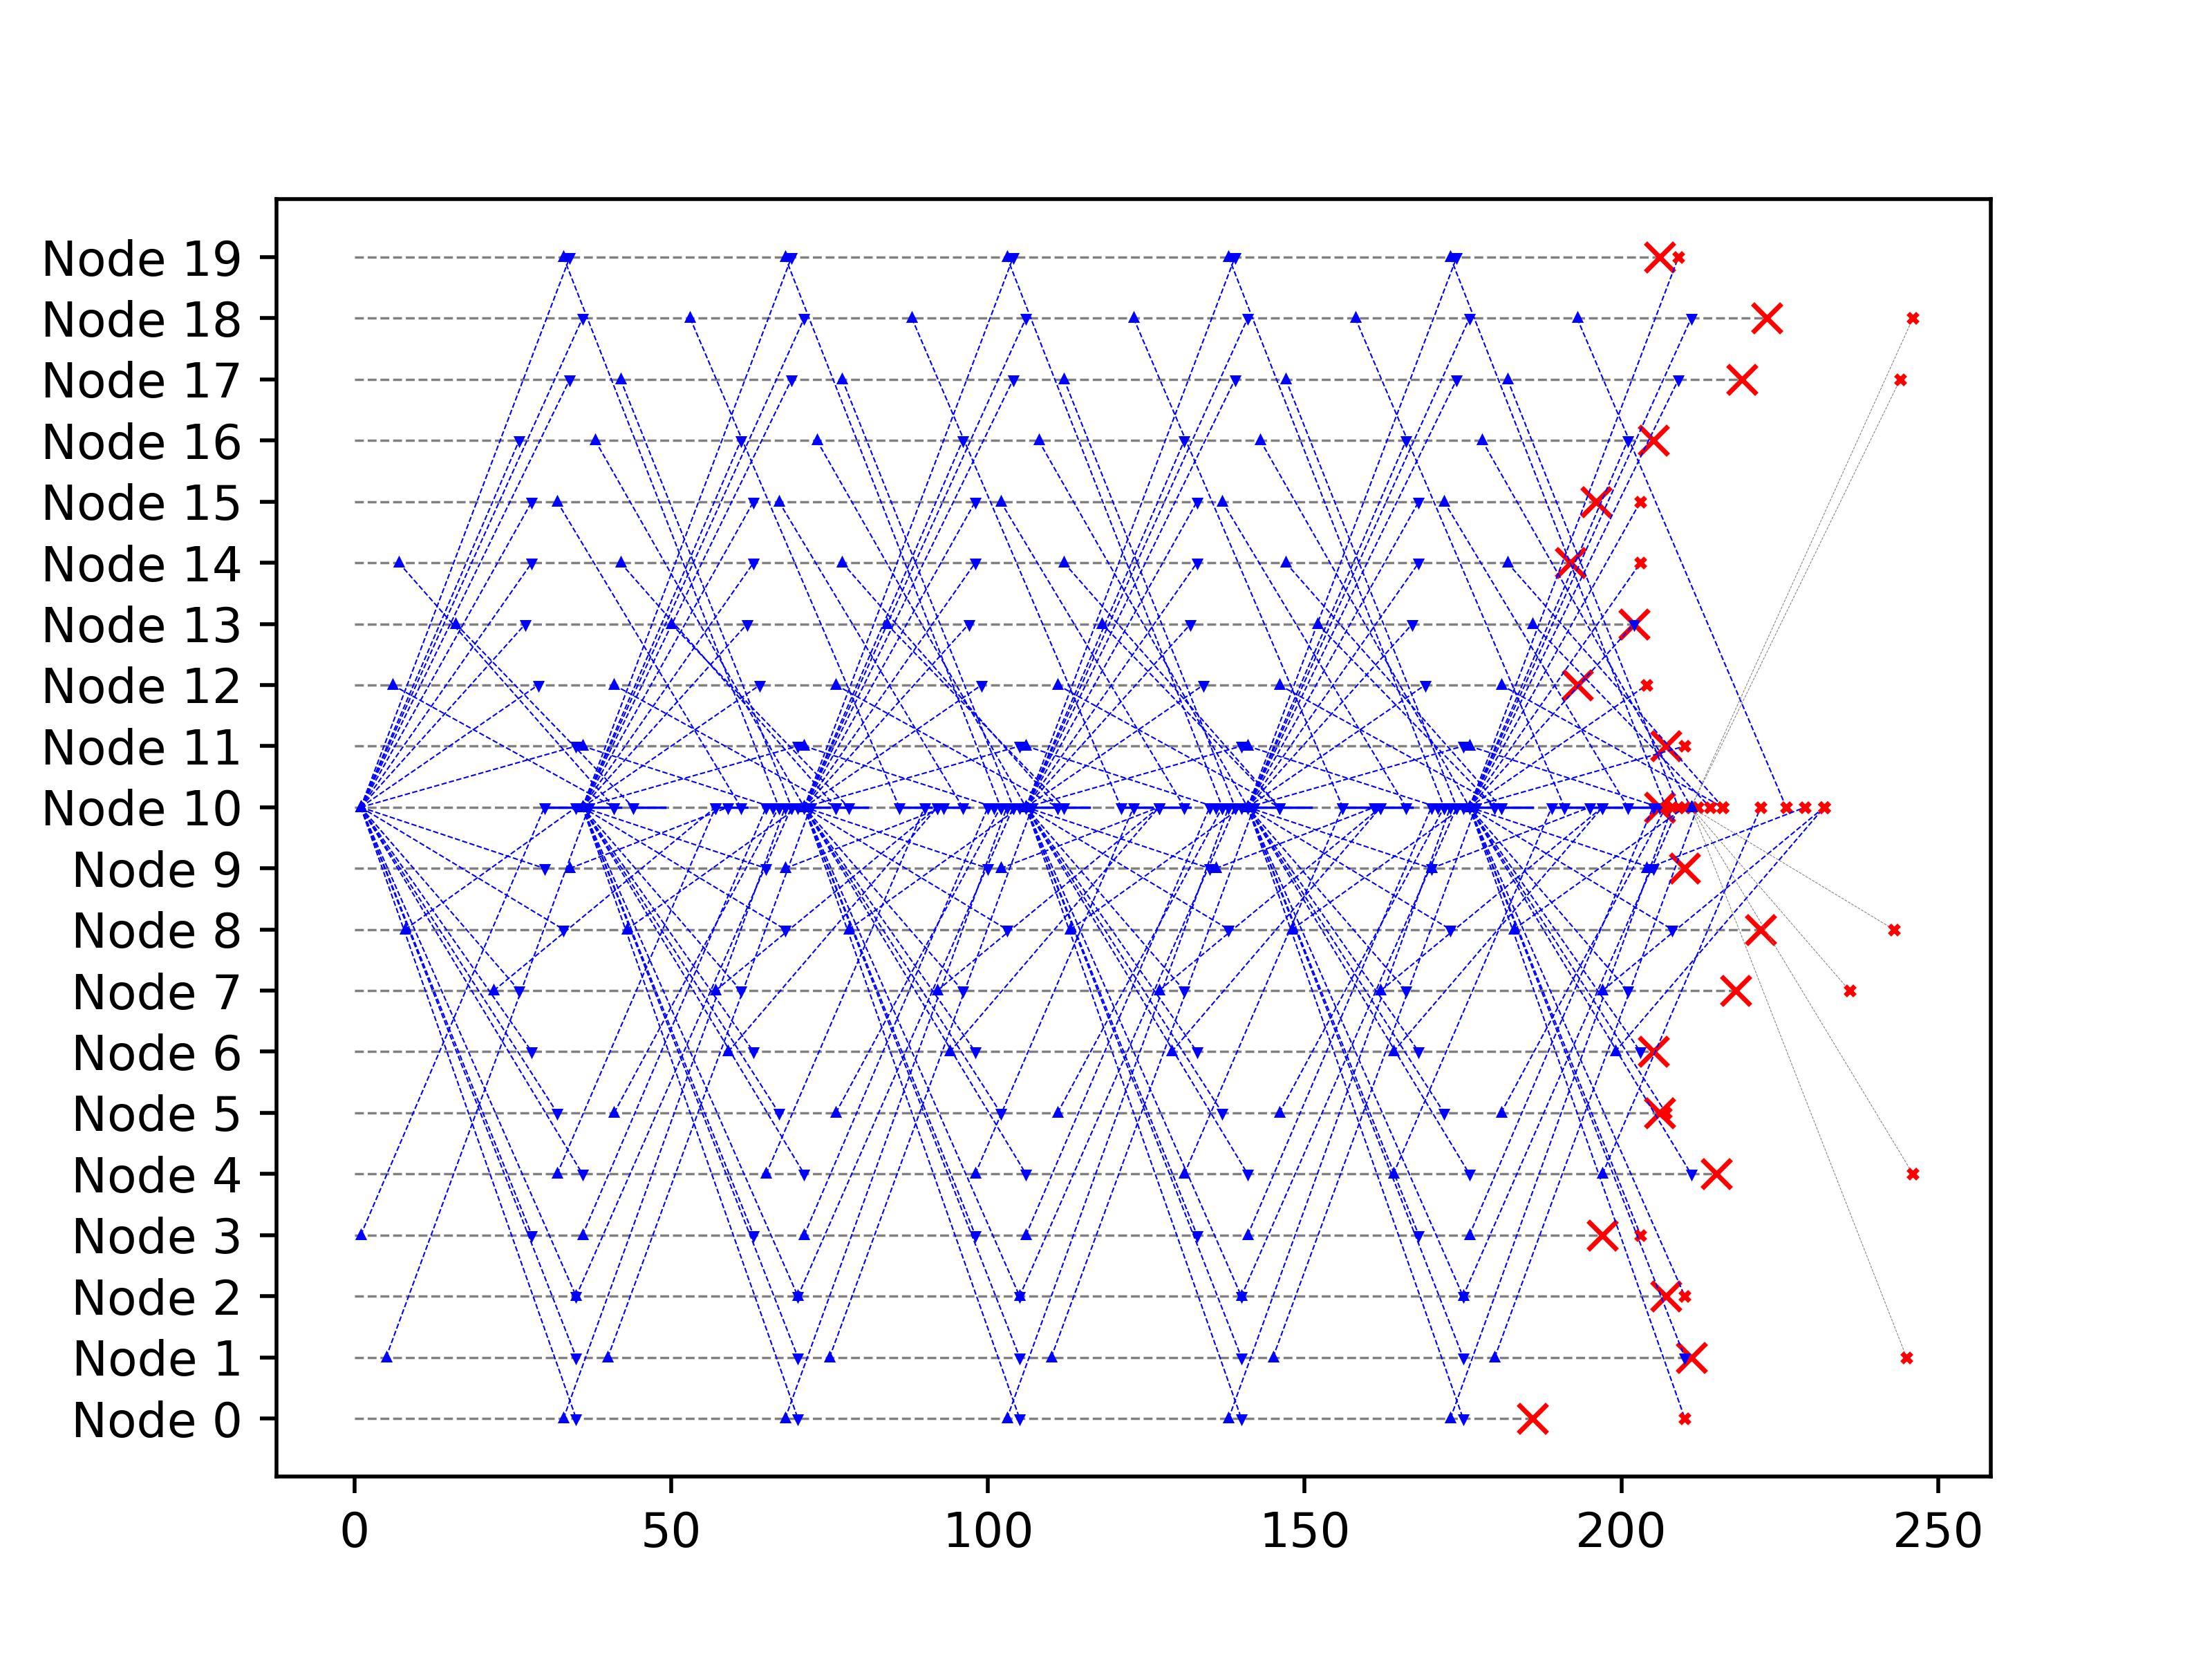 Node 19
Node 18
Node 17
Node 16
Node 15
Node 14
Node 13
Node 12
Node 11
Node 10
Node 9
Node 8
Node 7
Node 6
Node 5
Node 4
Node 3
Node 2
Node 1
Node 0
0 50 100 150 200 250